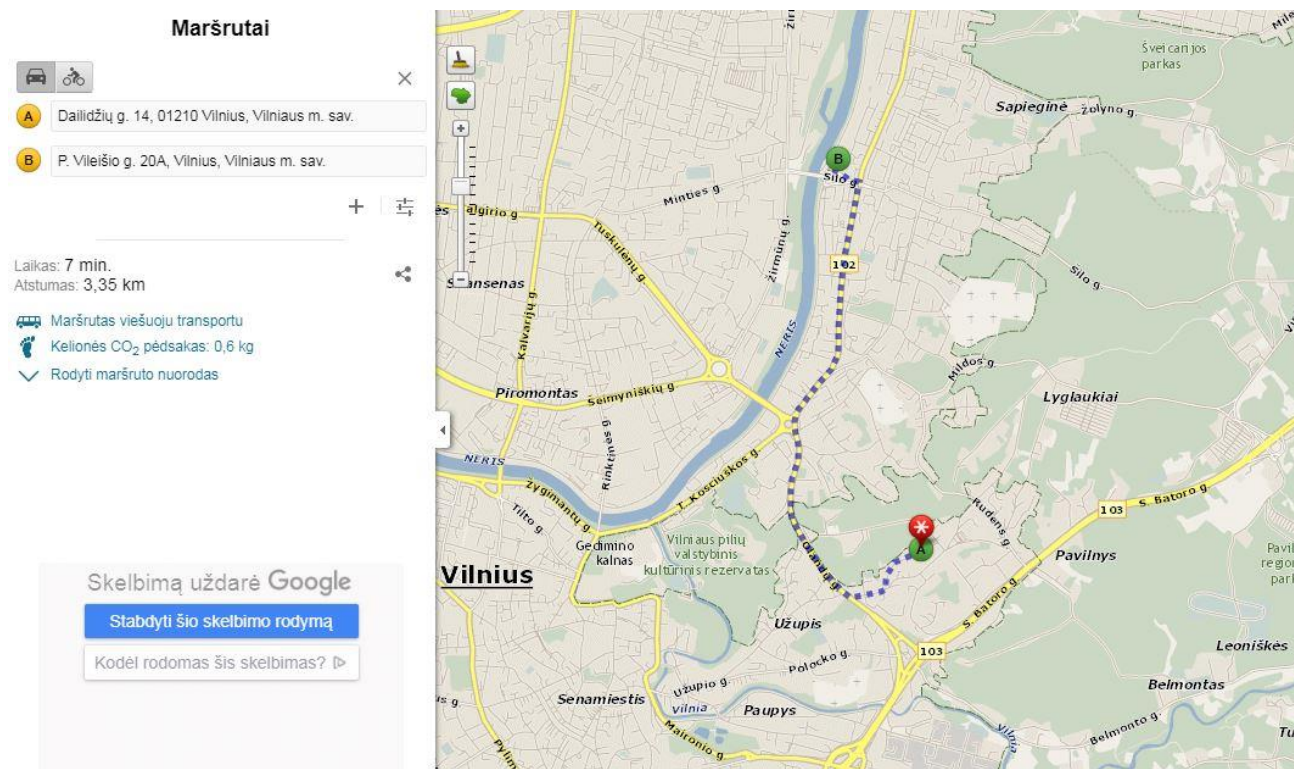 Maršrutai
A Dailidžių g. 14, 01210 Vilnius, Vilniaus m. sav.
B P. Vileišio g. 20A, Vilnius, Vilniaus m. sav.
Laikas: 7 min.
Atstumas: 3,35 km
Maršrutas viešuoju transportu
Kelionės CO2 pėdsakas: 0,6 kg
Rodyti maršruto nuorodas
Skelbimą uždarė Google
Stabdyti šio skelbimo rodymą
Kodėl rodomas šis skelbimas?
Šveicarijos
parkas
Sapieginė
Žolyno g.
B
Silo g.
Minties g.
Tuskulėnų g.
Žirmūnų g.
102
Silo g.
Kalvarijų g.
NERIS
Mildos g.
Piromontas
Šeimyniškių g.
Lyglaukiai
Rinktinės g.
NERIS
T. Kosciuškos g.
Žygimantų g.
Tilto g.
S. Batoro g.
103
Rudens g.
Gedimino
kalnas
Vilniaus pilių
valstybinis
kultūrinis rezervatas
Olandų g.
A
Pavilnys
Vilnius
S. Batoro g.
Užupis
103
Leoniškės
Polocko g.
Belmontas
Senamiestis
Užupio g.
Vilnia
Paupys
Vilnia
Belmonto g.
Maironio g.